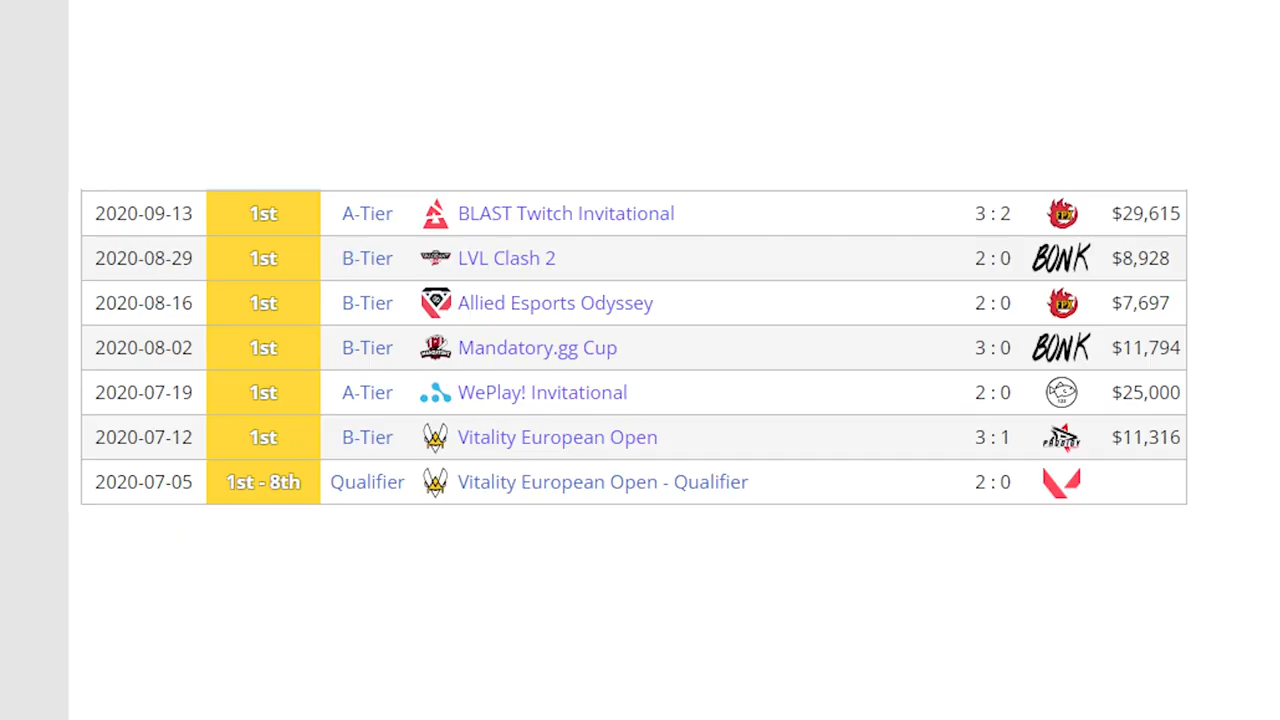 2020-09-13 1st A-Tier BLAST Twitch Invitational 3 : 2 FPX $29,615
2020-08-29 1st B-Tier LVL Clash 2 2 : 0 BONK $8,928
2020-08-16 1st B-Tier Allied Esports Odyssey 2 : 0 FPX $7,697
2020-08-02 1st B-Tier MANDATORY Mandatory.gg Cup 3 : 0 BONK $11,794
2020-07-19 1st A-Tier WePlay! Invitational 2 : 0 $25,000
2020-07-12 1st B-Tier Vitality European Open 3 : 1 PRODIGY $11,316
2020-07-05 1st - 8th Qualifier Vitality European Open - Qualifier 2 : 0